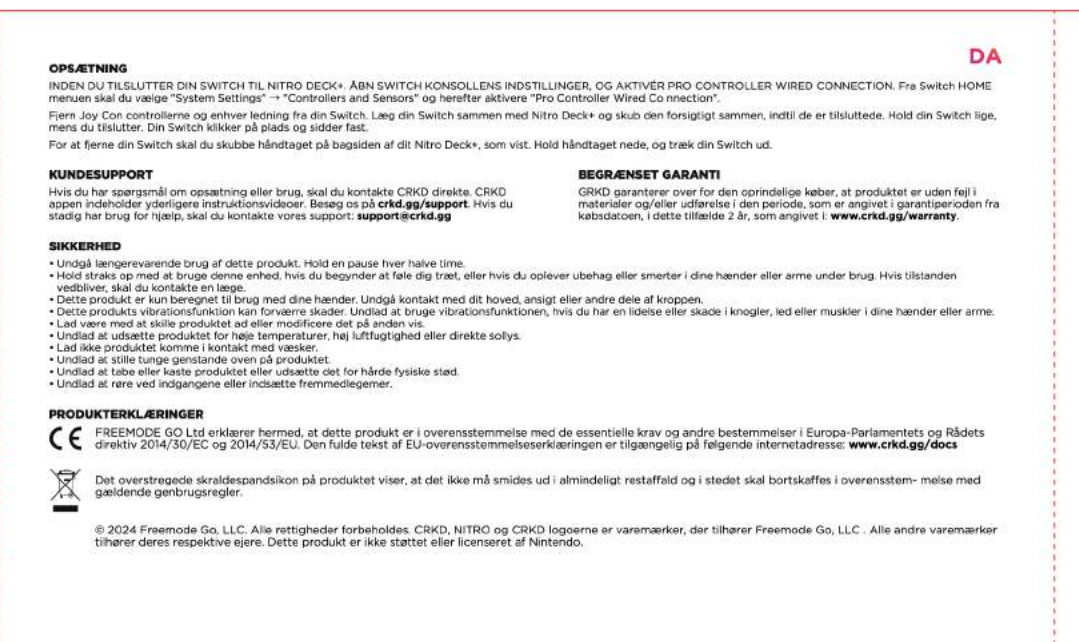 DA
OPSÆTNING
INDEN DU TILSLUTTER DIN SWITCH TIL NITRO DECK+. ÅBN SWITCH KONSOLLENS INDSTILLINGER, OG AKTIVÉR PRO CONTROLLER WIRED CONNECTION. Fra Switch HOME
menuen skal du vælge "System Settings" → "Controllers and Sensors" og herefter aktivere "Pro Controller Wired Co nnection".
Fjern Joy Con controllerne og enhver ledning fra din Switch. Læg din Switch sammen med Nitro Deck+ og skub den forsigtigt sammen, indtil de er tilsluttede. Hold din Switch lige,
mens du tilslutter. Din Switch klikker på plads og sidder fast.
For at fjerne din Switch skal du skubbe håndtaget på bagsiden af dit Nitro Deck+, som vist. Hold håndtaget nede, og træk din Switch ud.
KUNDESUPPORT
Hvis du har spørgsmål om opsætning eller brug, skal du kontakte CRKD direkte. CRKD
appen indeholder yderligere instruktionsvideoer. Besøg os på crkd.gg/support. Hvis du
stadig har brug for hjælp, skal du kontakte vores support: support@crkd.gg
BEGRÆNSET GARANTI
GRKD garanterer over for den oprindelige køber, at produktet er uden fejl i
materialer og/eller udførelse i den periode, som er angivet i garantiperioden fra
købsdatoen, i dette tilfælde 2 år, som angivet i: www.crkd.gg/warranty.
SIKKERHED
• Undgå længerevarende brug af dette produkt. Hold en pause hver halve time.
• Hold straks op med at bruge denne enhed, hvis du begynder at føle dig træt, eller hvis du oplever ubehag eller smerter i dine hænder eller arme under brug. Hvis tilstanden
vedbliver, skal du kontakte en læge.
• Dette produkt er kun beregnet til brug med dine hænder. Undgå kontakt med dit hoved, ansigt eller andre dele af kroppen.
• Dette produkts vibrationsfunktion kan forværre skader. Undlad at bruge vibrationsfunktionen, hvis du har en lidelse eller skade i knogler, led eller muskler i dine hænder eller arme.
• Lad være med at skille produktet ad eller modificere det på anden vis.
• Undlad at udsætte produktet for høje temperaturer, høj luftfugtighed eller direkte sollys.
• Lad ikke produktet komme i kontakt med væsker.
• Undlad at stille tunge genstande oven på produktet.
• Undlad at tabe eller kaste produktet eller udsætte det for hårde fysiske stød.
• Undlad at røre ved indgangene eller indsætte fremmedlegemer.
PRODUKTERKLÆRINGER
CE FREEMODE GO Ltd erklærer hermed, at dette produkt er i overensstemmelse med de essentielle krav og andre bestemmelser i Europa-Parlamentets og Rådets
direktiv 2014/30/EC og 2014/53/EU. Den fulde tekst af EU-overensstemmelseserklæringen er tilgængelig på følgende internetadresse: www.crkd.gg/docs
Det overstregede skraldespandsikon på produktet viser, at det ikke må smides ud i almindeligt restaffald og i stedet skal bortskaffes i overensstem- melse med
gældende genbrugsregler.
© 2024 Freemode Go, LLC. Alle rettigheder forbeholdes. CRKD, NITRO og CRKD logoerne er varemærker, der tilhører Freemode Go, LLC . Alle andre varemærker
tilhører deres respektive ejere. Dette produkt er ikke støttet eller licenseret af Nintendo.